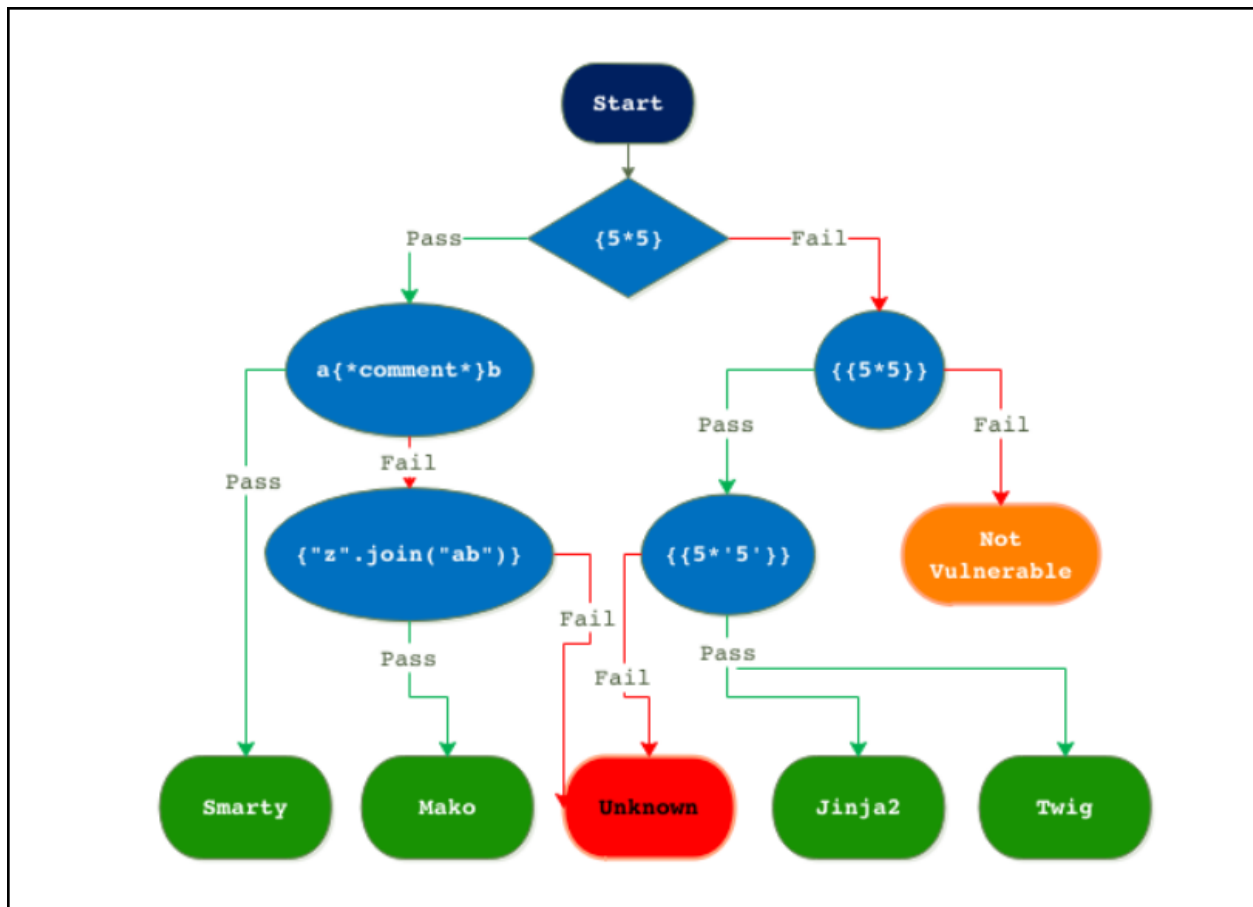 Start
{5*5}
Pass
Fail
a{*comment*}b
{{5*5}}
Pass
Fail
Fail
Pass
{"z".join("ab")}
{{5*'5'}}
Not
Vulnerable
Fail
Pass
Pass
Fail
Smarty
Mako
Unknown
Jinja2
Twig